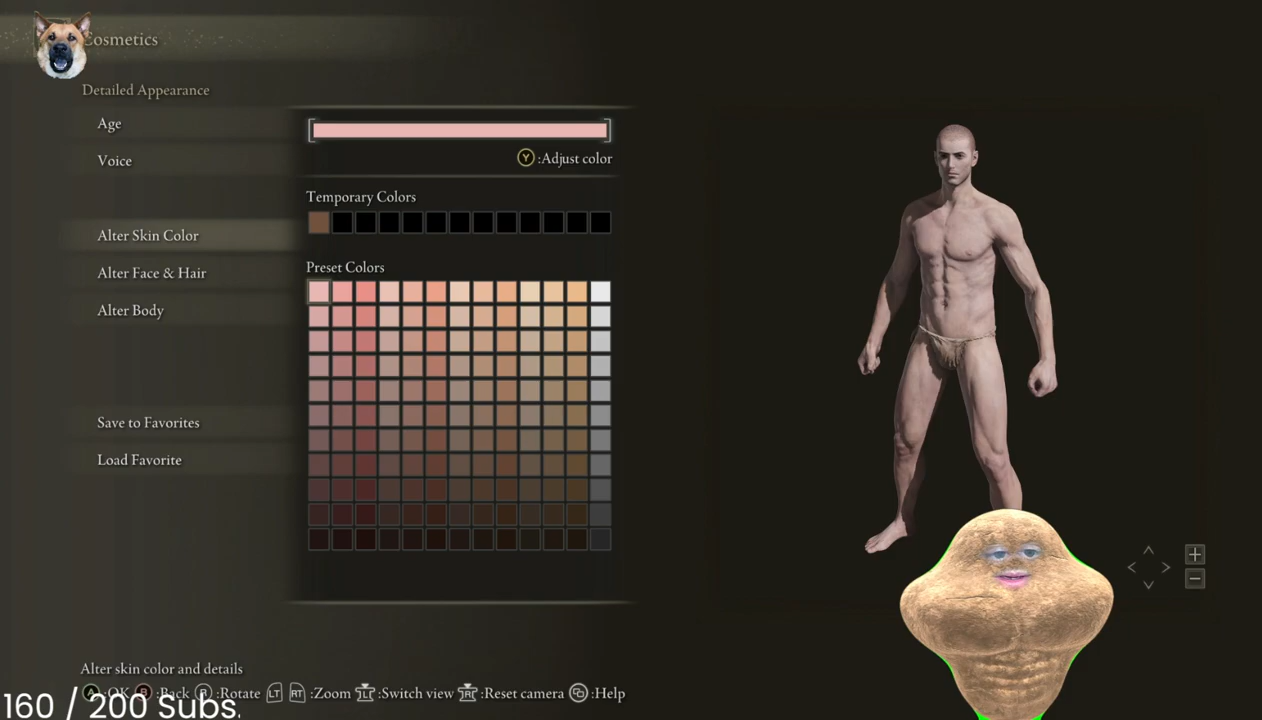 Cosmetics
Detailed Appearance
Age
Voice
Y :Adjust color
Temporary Colors
Alter Skin Color
Preset Colors
Alter Face & Hair
Alter Body
Save to Favorites
Load Favorite
Alter skin color and details
A :OK B :Back R :Rotate LT RT :Zoom L :Switch view R :Reset camera :Help
160 / 200 Subs.